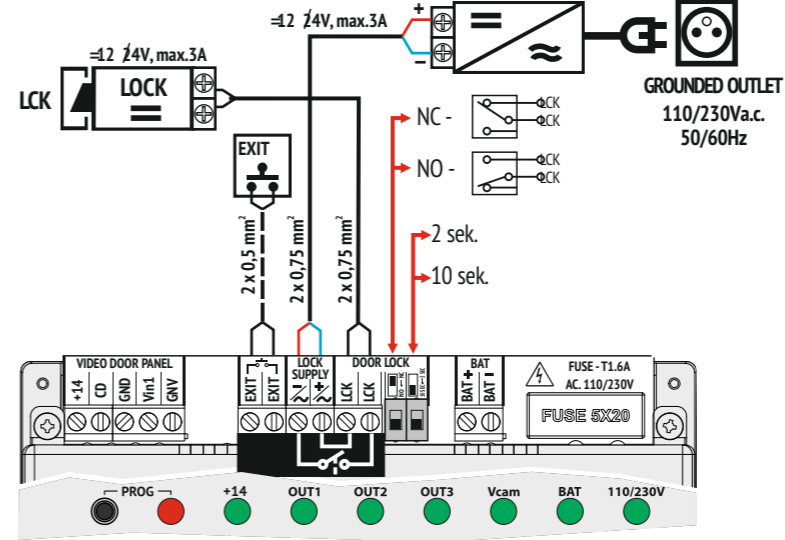 =12 /24V, max.3A
+
−
GROUNDED OUTLET
110/230Va.c.
50/60Hz
=12 /24V, max.3A
LCK
LOCK
NC -
LCK
LCK
NO -
LCK
LCK
EXIT
2 sek.
10 sek.
2 x 0,5 mm²
2 x 0,75 mm²
2 x 0,75 mm²
VIDEO DOOR PANEL
+14
CD
GND
Vin1
GNV
EXIT
EXIT
LOCK
SUPPLY
DOOR LOCK
LCK
LCK
BAT
BAT +
BAT −
FUSE - T1.6A
AC. 110/230V
FUSE 5X20
PROG
+14
OUT1
OUT2
OUT3
Vcam
BAT
110/230V